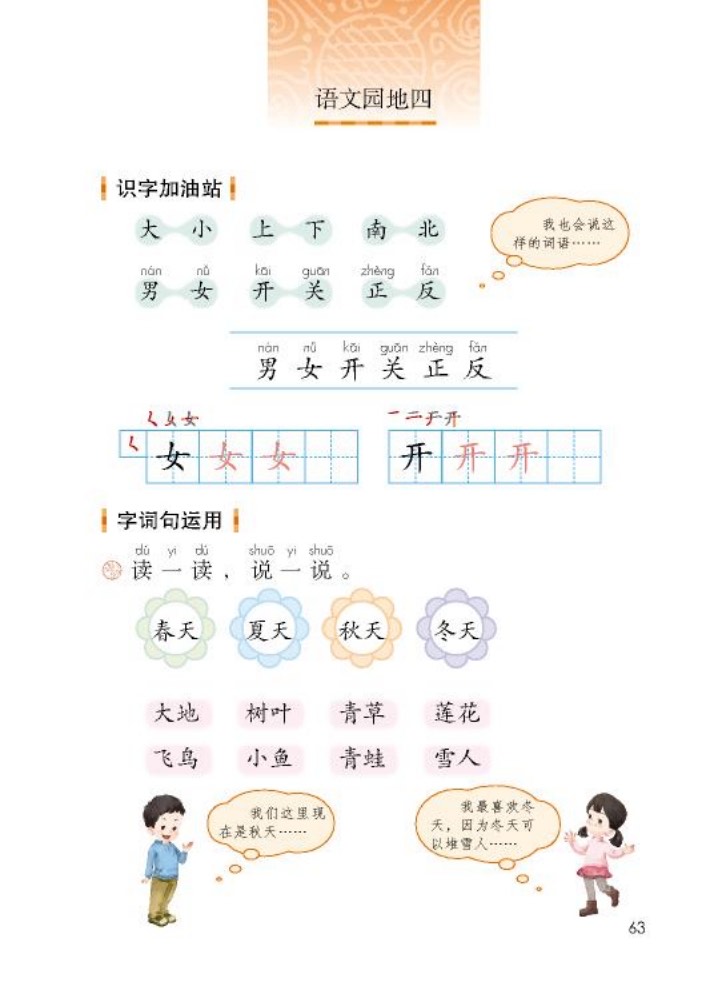 语文园地四
识字加油站
大 小 上 下 南 北
我也会说这
样的词语……
nán nǚ kāi guān zhèng fǎn
男 女 开 关 正 反
nán nǚ kāi guān zhèng fǎn
男 女 开 关 正 反
女 女 女 开 开 开
字词句运用
dú yi dú shuō yi shuō
读一读，说一说。
春天 夏天 秋天 冬天
大地 树叶 青草 莲花
飞鸟 小鱼 青蛙 雪人
我们这里现
在是秋天……
我最喜欢冬
天，因为冬天可
以堆雪人……
63